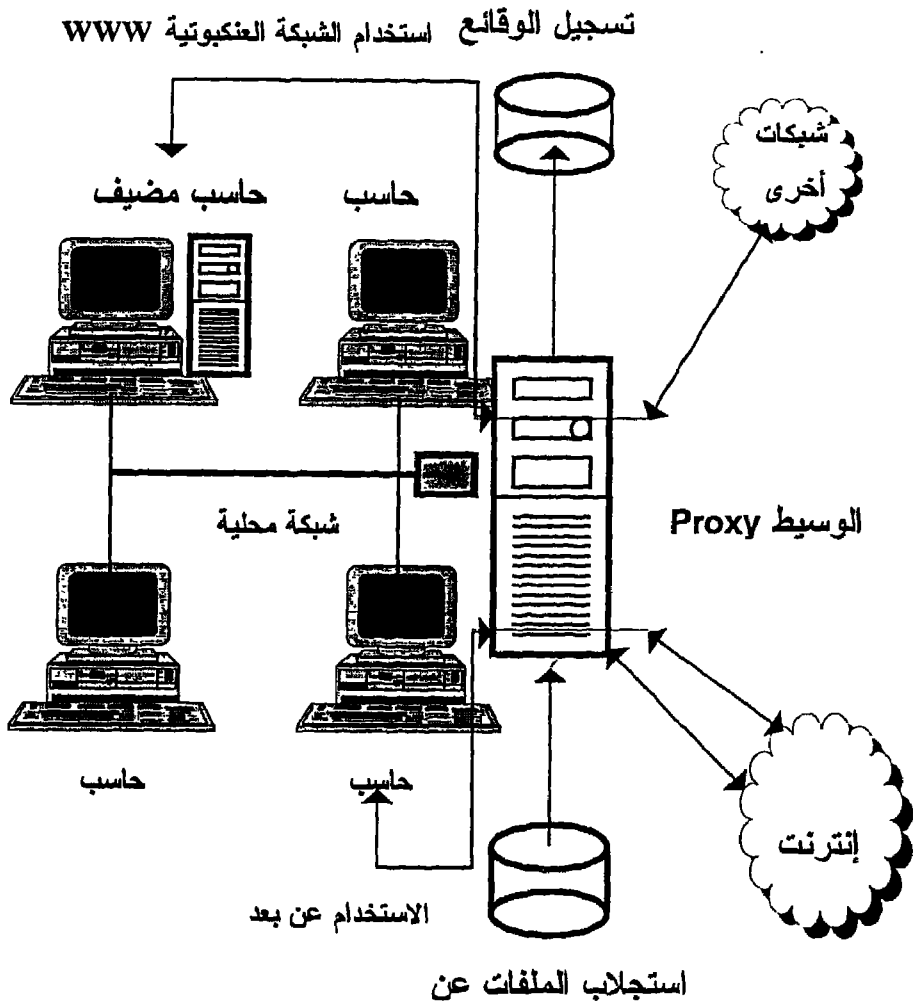 تسجيل الوقائع
استخدام الشبكة العنكبوتية WWW
شبكات
أخرى
حاسب مضيف
حاسب
شبكة محلية
الوسيط Proxy
حاسب
حاسب
إنترنت
الاستخدام عن بعد
استجلاب الملفات عن